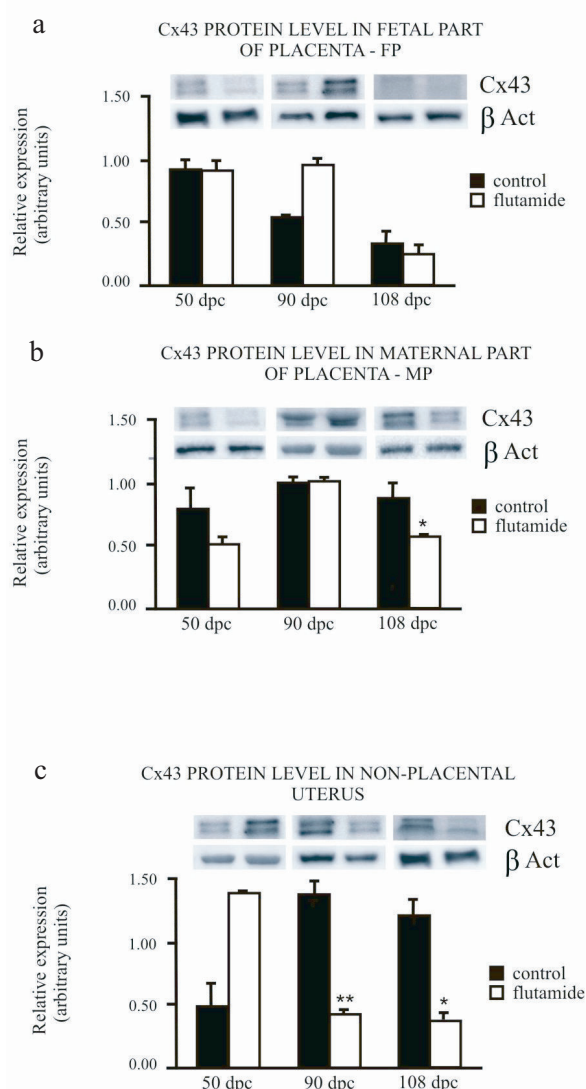 a
Cx43 PROTEIN LEVEL IN FETAL PART
OF PLACENTA - FP
Cx43
β Act
Relative expression
(arbitrary units)
1.50
1.00
0.50
0.00
control
flutamide
50 dpc 90 dpc 108 dpc
b
Cx43 PROTEIN LEVEL IN MATERNAL PART
OF PLACENTA - MP
Cx43
β Act
Relative expression
(arbitrary units)
1.50
1.00
0.50
0.00
*
control
flutamide
50 dpc 90 dpc 108 dpc
c
Cx43 PROTEIN LEVEL IN NON-PLACENTAL
UTERUS
Cx43
β Act
Relative expression
(arbitrary units)
1.50
1.00
0.50
0.00
** *
control
flutamide
50 dpc 90 dpc 108 dpc